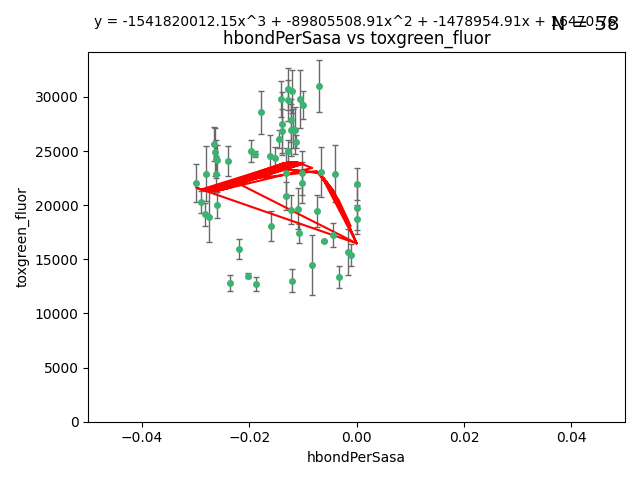 y = -1541820012.15x^3 + -89805508.91x^2 + -1478954.91x + 16470.76
N = 58
hbondPerSasa vs toxgreen_fluor
30000
25000
20000
15000
10000
5000
0
toxgreen_fluor
−0.04 −0.02 0.00 0.02 0.04
hbondPerSasa